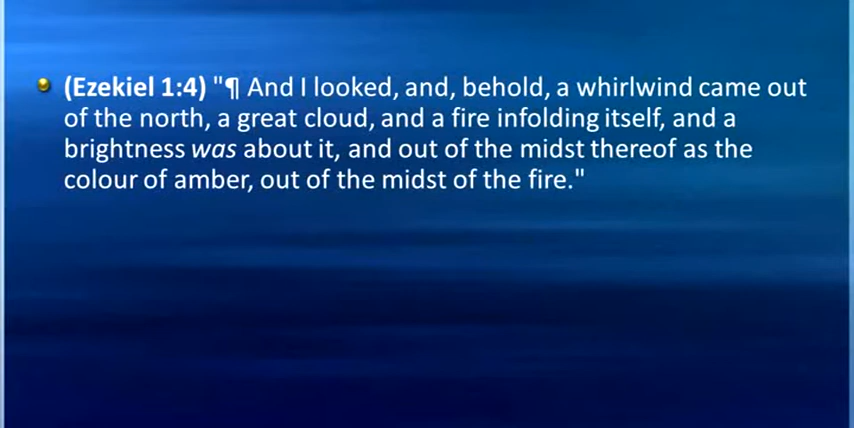 (Ezekiel 1:4) "¶ And I looked, and, behold, a whirlwind came out
of the north, a great cloud, and a fire infolding itself, and a
brightness was about it, and out of the midst thereof as the
colour of amber, out of the midst of the fire."